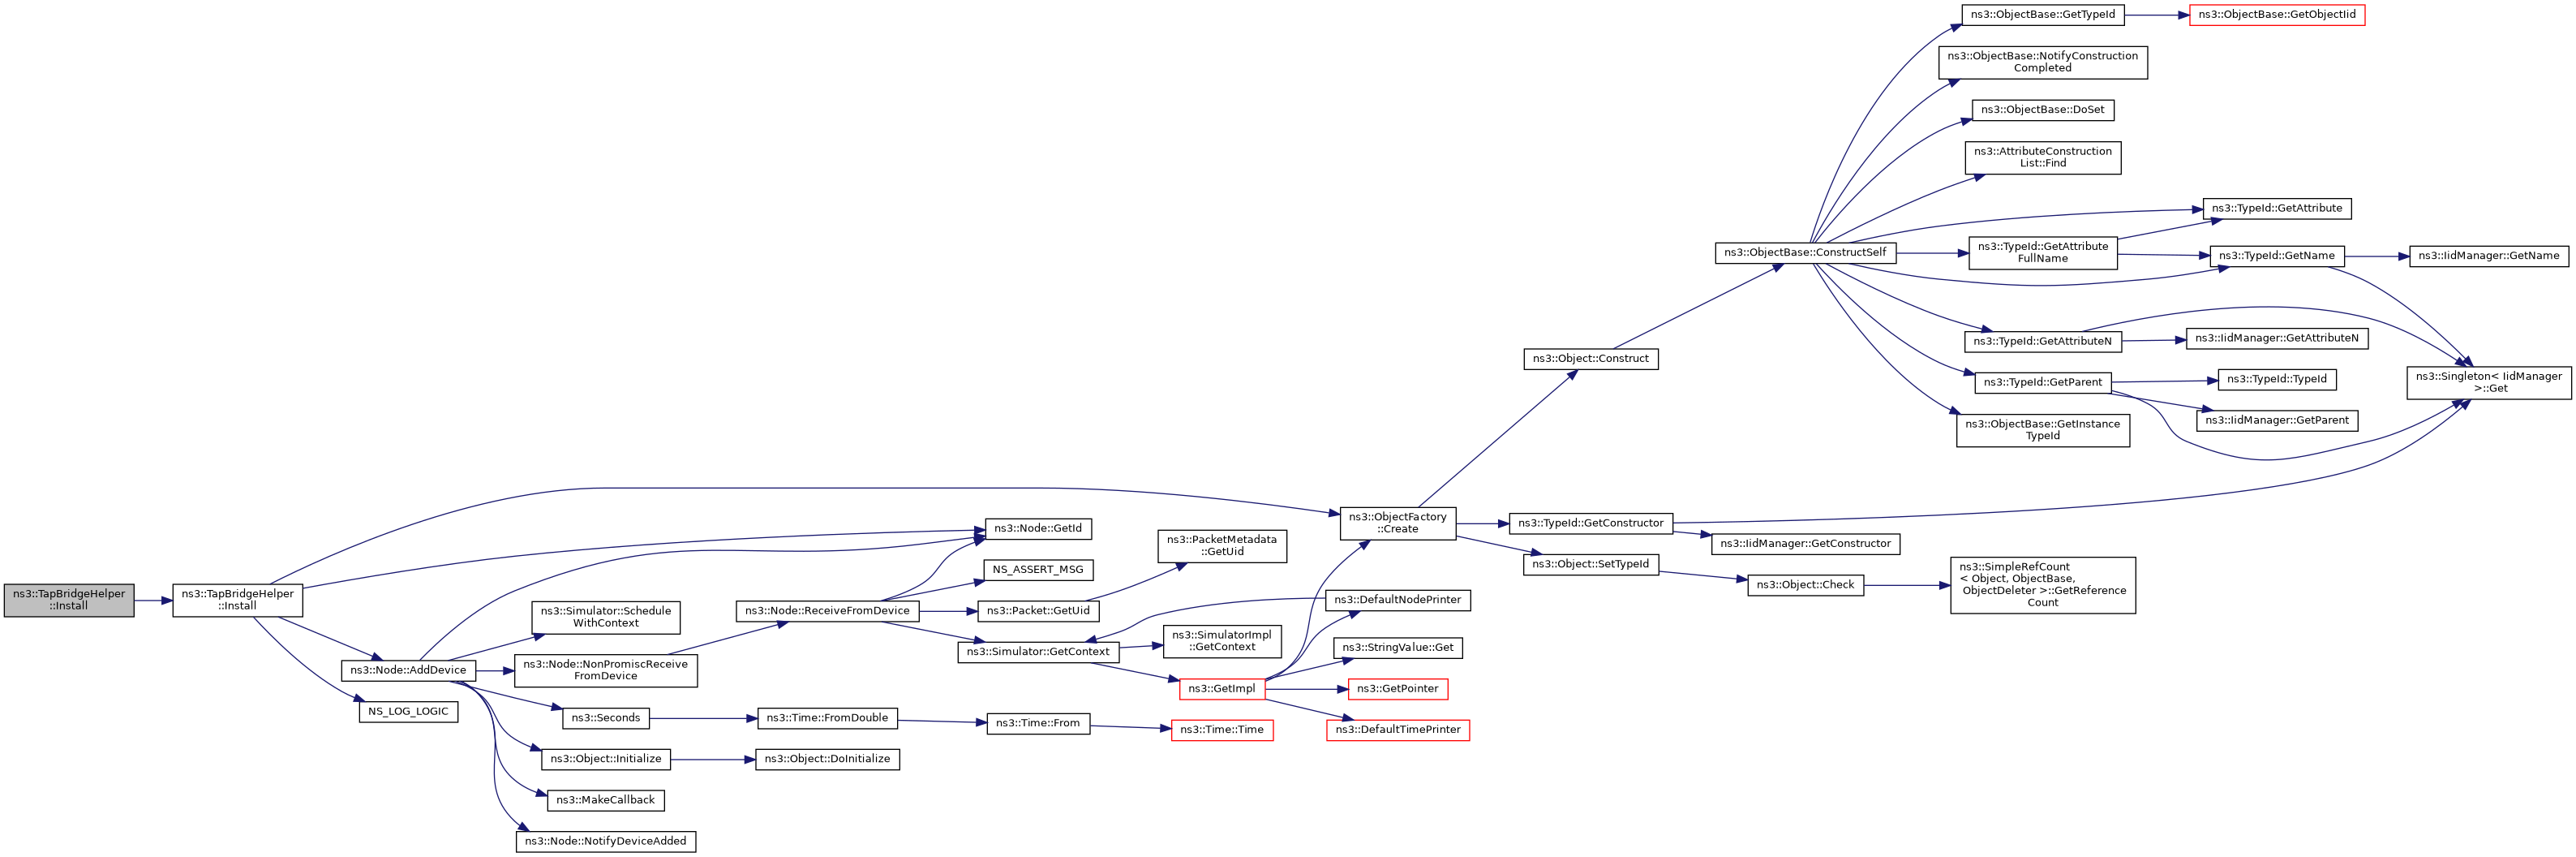 ns3::TapBridgeHelper
::Install
ns3::TapBridgeHelper
::Install
ns3::Node::AddDevice
NS_LOG_LOGIC
ns3::Simulator::Schedule
WithContext
ns3::Node::NonPromiscReceive
FromDevice
ns3::Seconds
ns3::Object::Initialize
ns3::MakeCallback
ns3::Node::NotifyDeviceAdded
ns3::Node::ReceiveFromDevice
ns3::Time::FromDouble
ns3::Object::DoInitialize
ns3::Node::GetId
NS_ASSERT_MSG
ns3::Packet::GetUid
ns3::Simulator::GetContext
ns3::Time::From
ns3::PacketMetadata
::GetUid
ns3::SimulatorImpl
::GetContext
ns3::GetImpl
ns3::Time::Time
ns3::ObjectFactory
::Create
ns3::DefaultNodePrinter
ns3::StringValue::Get
ns3::GetPointer
ns3::DefaultTimePrinter
ns3::Object::Construct
ns3::TypeId::GetConstructor
ns3::Object::SetTypeId
ns3::ObjectBase::ConstructSelf
ns3::IidManager::GetConstructor
ns3::Object::Check
ns3::ObjectBase::GetTypeId
ns3::ObjectBase::NotifyConstruction
Completed
ns3::ObjectBase::DoSet
ns3::AttributeConstruction
List::Find
ns3::TypeId::GetAttribute
FullName
ns3::TypeId::GetAttributeN
ns3::TypeId::GetParent
ns3::ObjectBase::GetInstance
TypeId
ns3::SimpleRefCount
< Object, ObjectBase,
ObjectDeleter >::GetReference
Count
ns3::ObjectBase::GetObjectIid
ns3::TypeId::GetAttribute
ns3::TypeId::GetName
ns3::IidManager::GetAttributeN
ns3::TypeId::TypeId
ns3::IidManager::GetParent
ns3::IidManager::GetName
ns3::Singleton< IidManager
>::Get